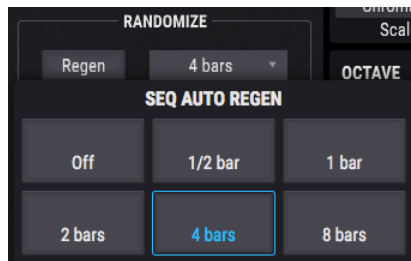 RANDOMIZE
Scal
Regen
4 bars
OCTAVE
SEQ AUTO REGEN
Off
1/2 bar
1 bar
2 bars
4 bars
8 bars